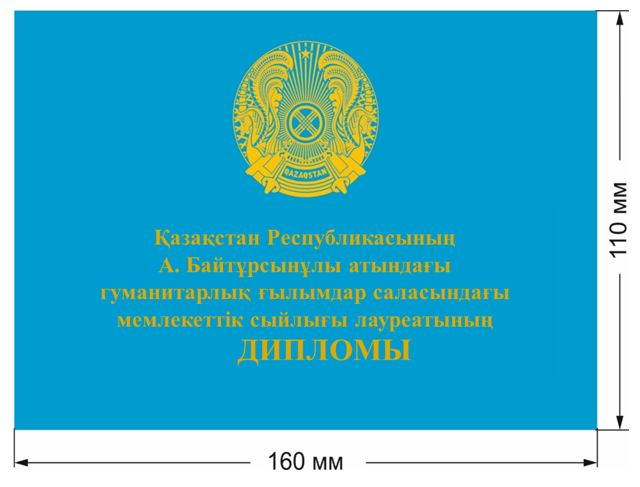 QAZAQSTAN
Қазақстан Республикасының
А. Байтұрсынұлы атындағы
гуманитарлық ғылымдар саласындағы
мемлекеттік сыйлығы лауреатының
ДИПЛОМЫ
110 мм
160 мм